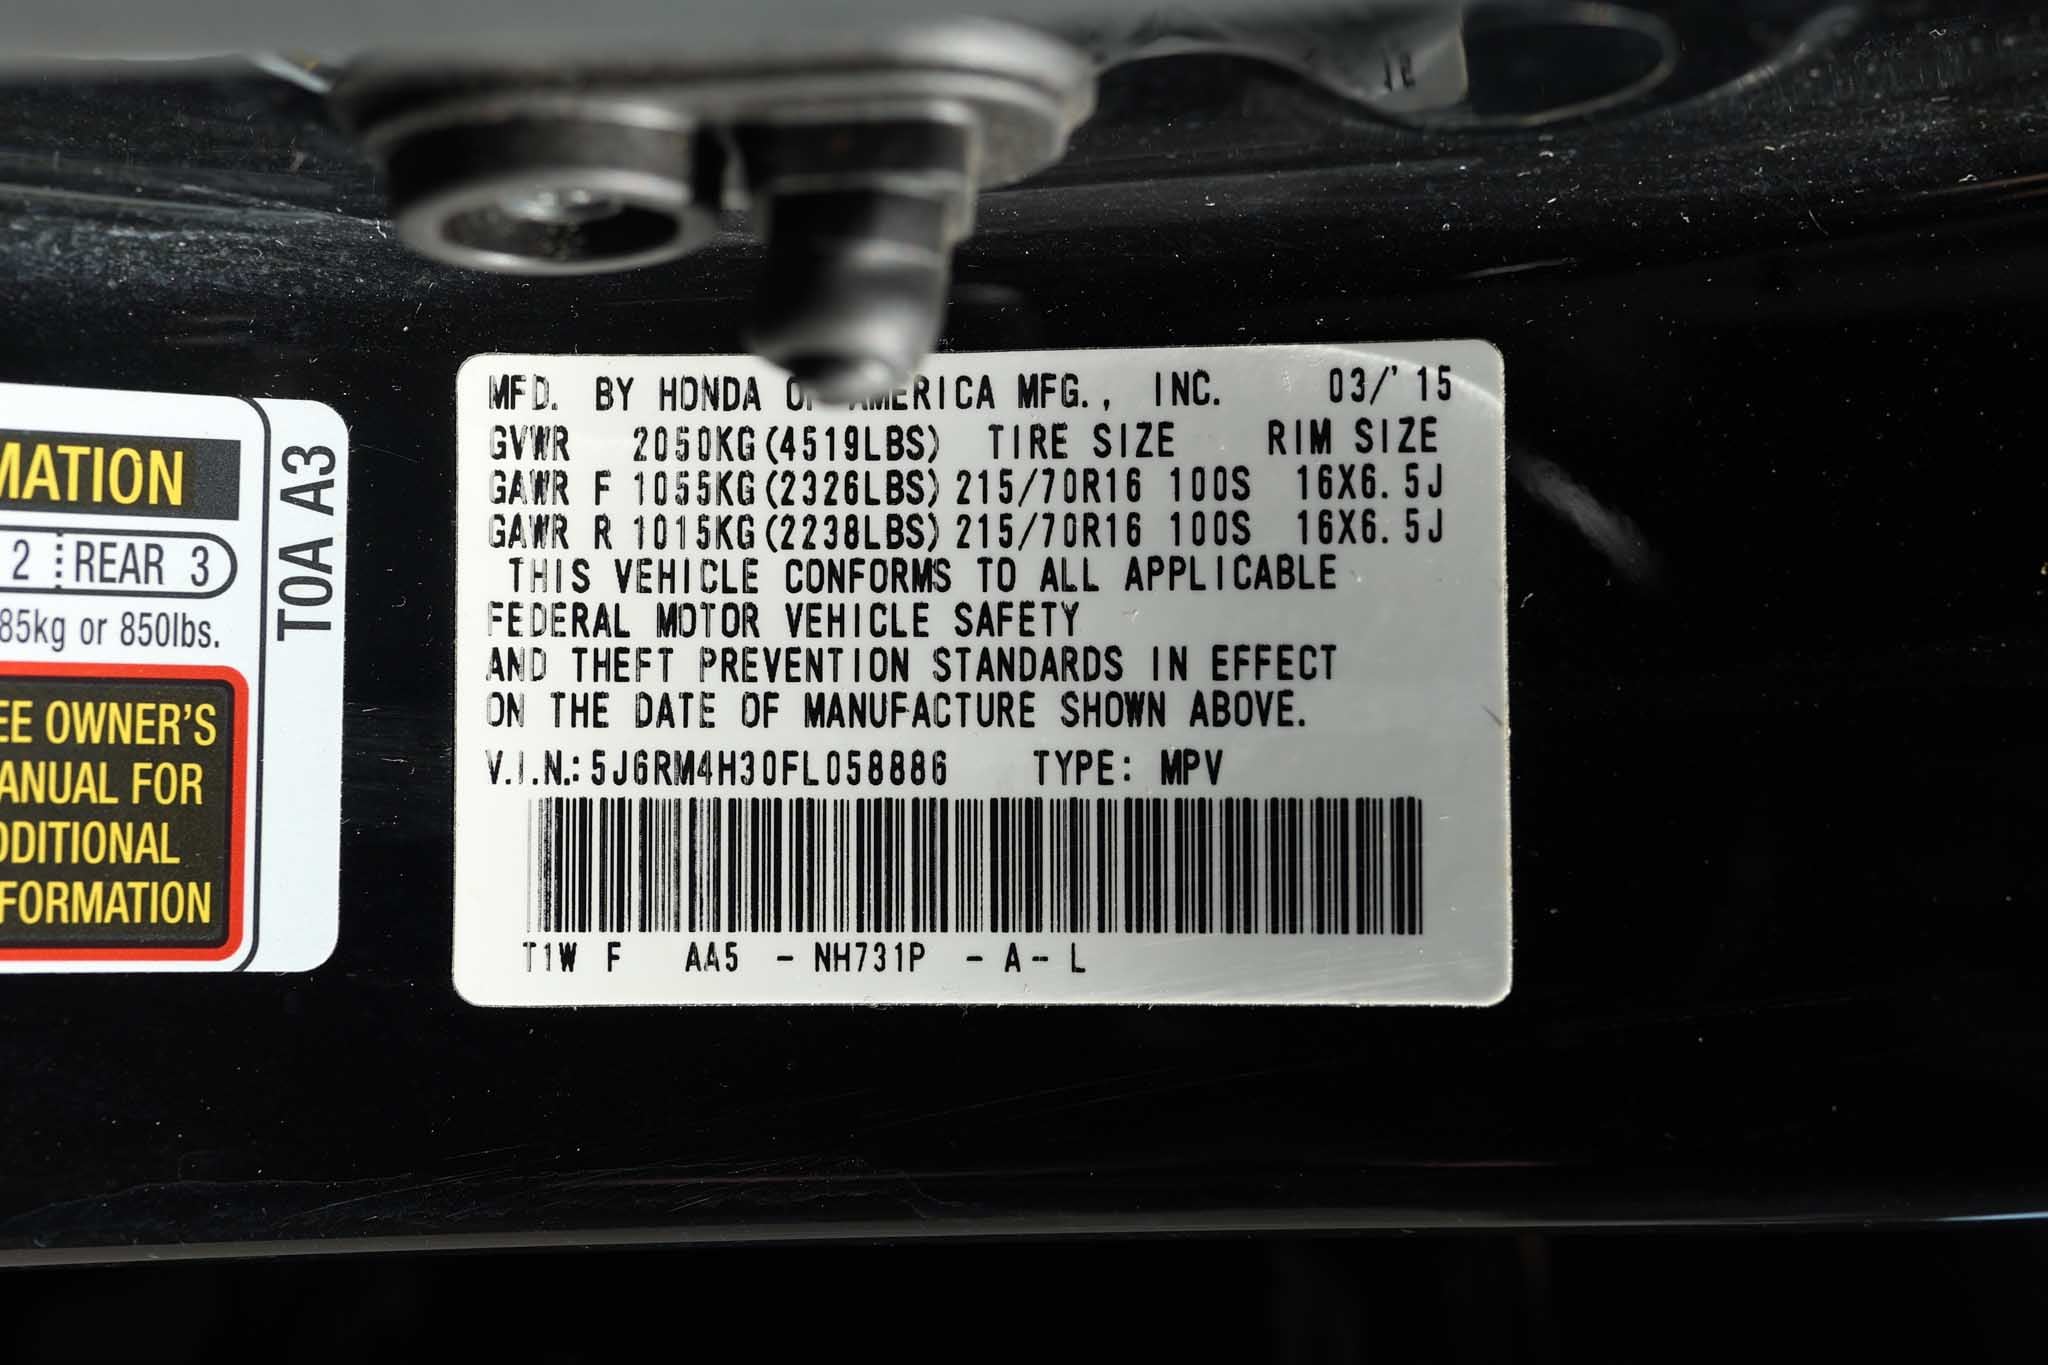 MATION
2 REAR 3
85kg or 850lbs.
EE OWNER'S
ANUAL FOR
DDITIONAL
FORMATION
T0A A3
MFD. BY HONDA OF AMERICA MFG., INC. 03/'15
GVWR 2050KG(4519LBS) TIRE SIZE RIM SIZE
GAWR F 1055KG(2326LBS) 215/70R16 100S 16X6.5J
GAWR R 1015KG(2238LBS) 215/70R16 100S 16X6.5J
THIS VEHICLE CONFORMS TO ALL APPLICABLE
FEDERAL MOTOR VEHICLE SAFETY
AND THEFT PREVENTION STANDARDS IN EFFECT
ON THE DATE OF MANUFACTURE SHOWN ABOVE.
V.I.N.: 5J6RM4H30FL058886 TYPE: MPV
T1W F AA5 - NH731P - A - L